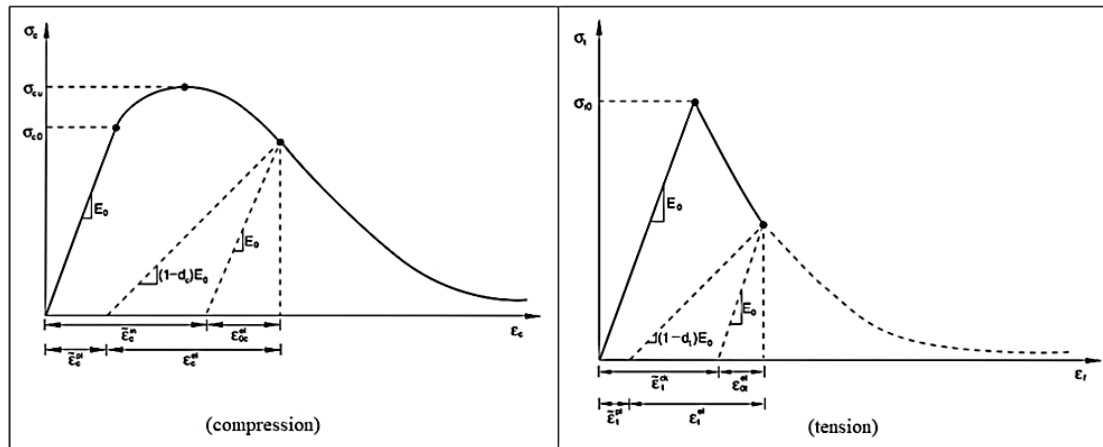 σc
σcu
σc0
E₀
E₀
(1-dc)E₀
ε̃cⁱⁿ
ε₀cᵉˡ
εc
ε̃cᵖˡ
εcᵉˡ
(compression)
σt
σt0
E₀
E₀
(1-dt)E₀
ε̃tᶜᵏ
ε₀tᵉˡ
εt
ε̃tᵖˡ
εtᵉˡ
(tension)